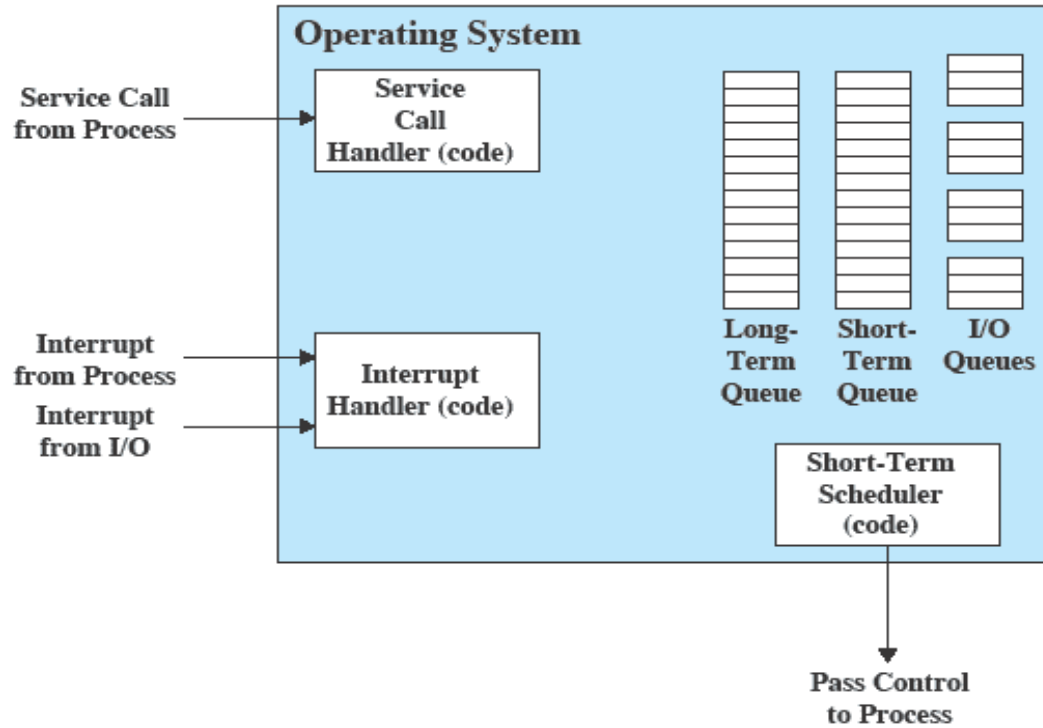 Operating System
Service Call
from Process
Service
Call
Handler (code)
Interrupt
from Process
Interrupt
from I/O
Interrupt
Handler (code)
Long-
Term
Queue
Short-
Term
Queue
I/O
Queues
Short-Term
Scheduler
(code)
Pass Control
to Process